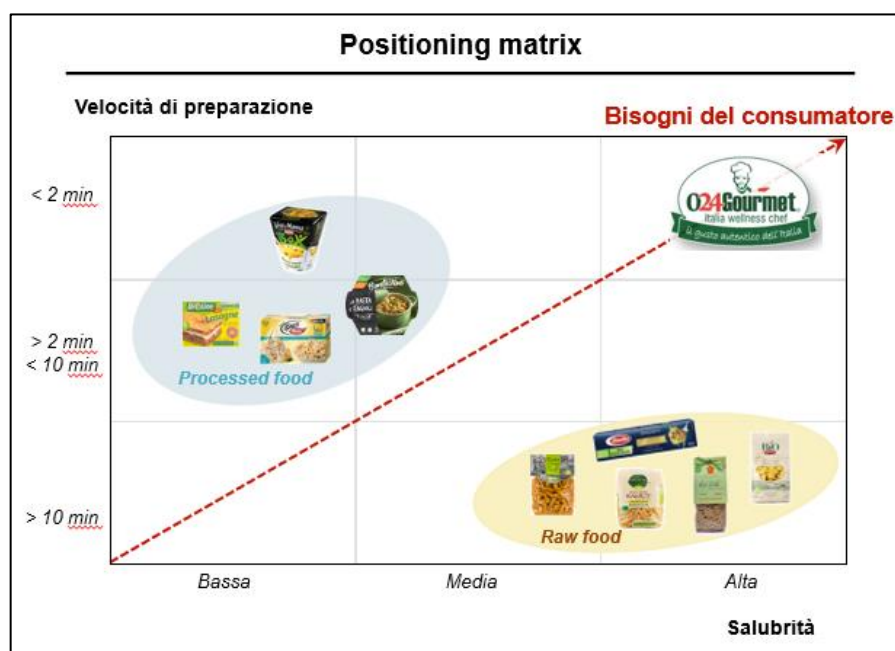 Positioning matrix
Velocità di preparazione
Bisogni del consumatore
< 2 min
O24Gourmet
italia wellness chef
il gusto autentico dell'Italia
> 2 min
< 10 min
Processed food
> 10 min
Raw food
Bassa
Media
Alta
Salubrità